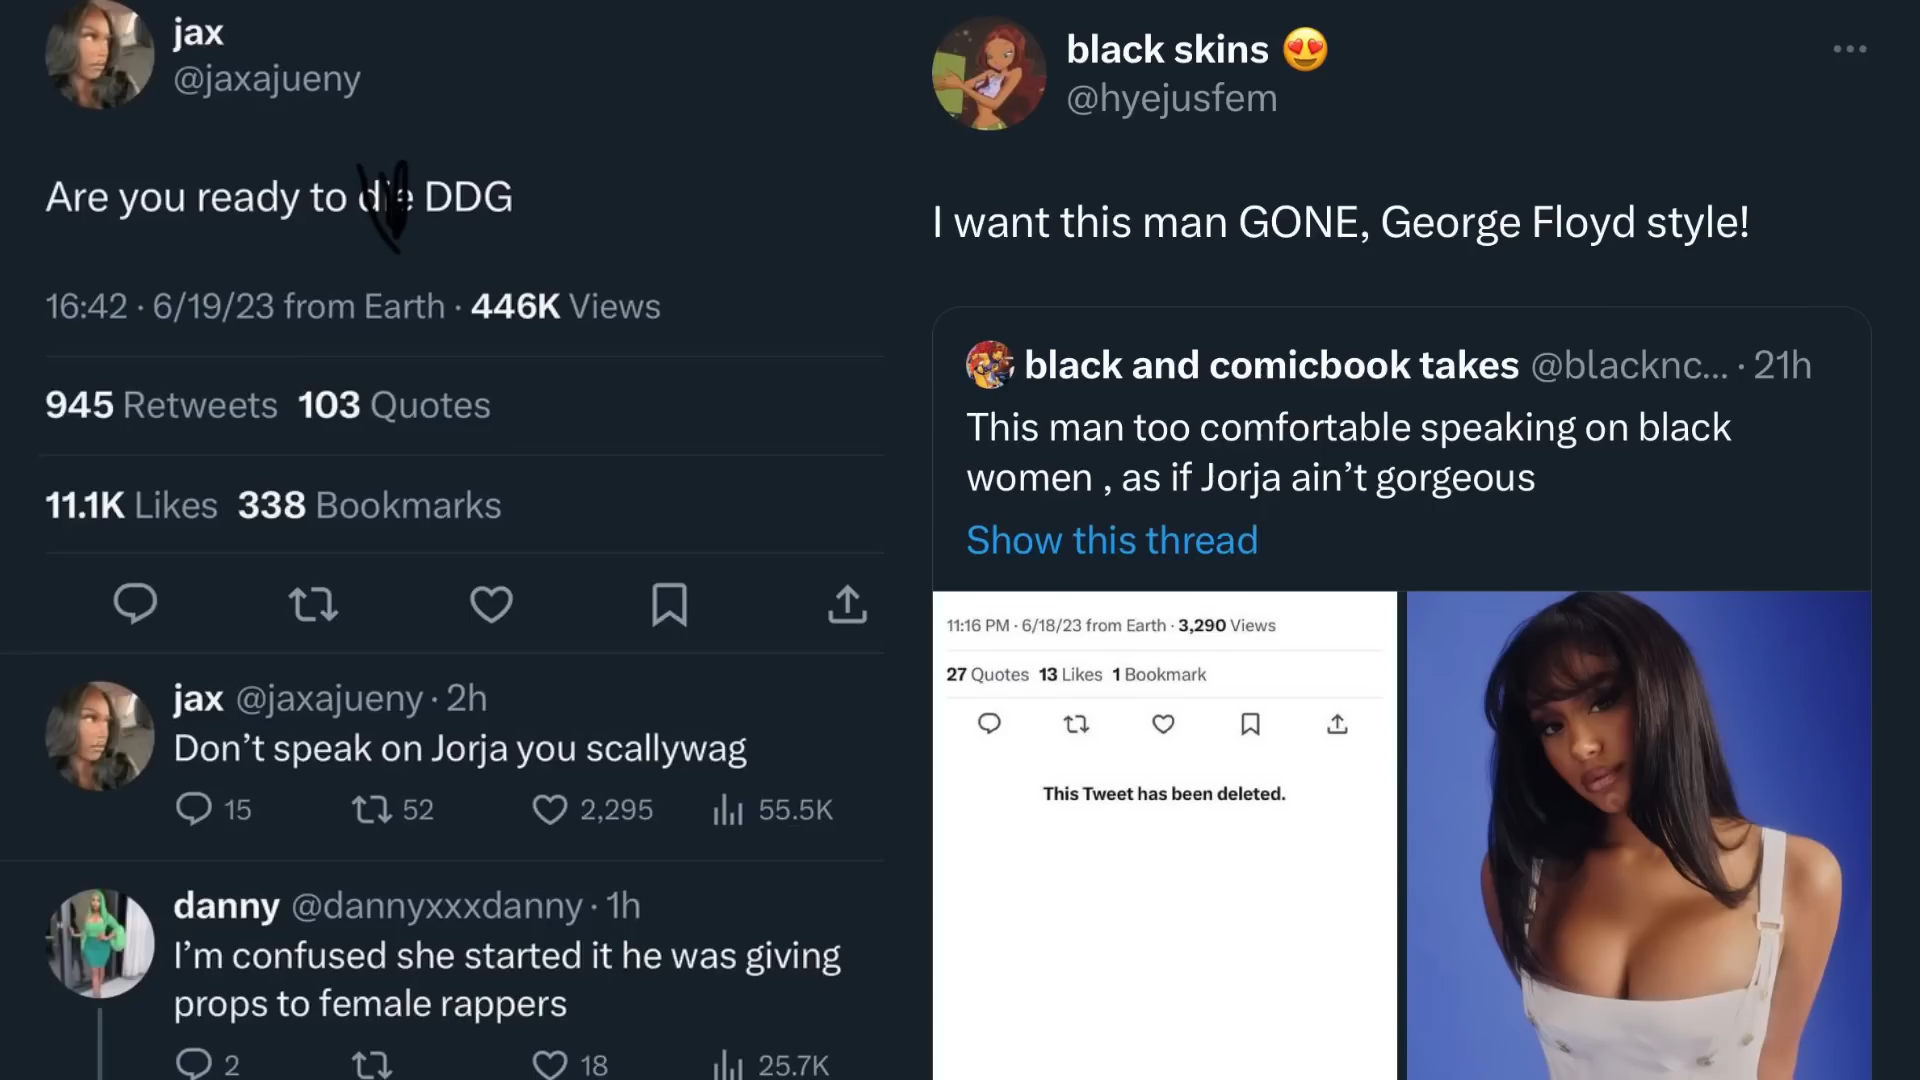 jax
@jaxajueny
Are you ready to die DDG
16:42 · 6/19/23 from Earth · 446K Views
945 Retweets 103 Quotes
11.1K Likes 338 Bookmarks
jax @jaxajueny · 2h
Don’t speak on Jorja you scallywag
15 52 2,295 55.5K
danny @dannyxxxdanny · 1h
I’m confused she started it he was giving
props to female rappers
2 18 25.7K
black skins 😍
@hyejusfem
I want this man GONE, George Floyd style!
black and comicbook takes @blacknc... · 21h
This man too comfortable speaking on black
women , as if Jorja ain’t gorgeous
Show this thread
11:16 PM · 6/18/23 from Earth · 3,290 Views
27 Quotes 13 Likes 1 Bookmark
This Tweet has been deleted.